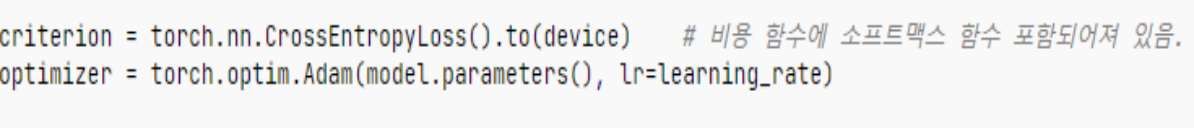 criterion = torch.nn.CrossEntropyLoss().to(device)    # 비용 함수에 소프트맥스 함수 포함되어져 있음.
optimizer = torch.optim.Adam(model.parameters(), lr=learning_rate)